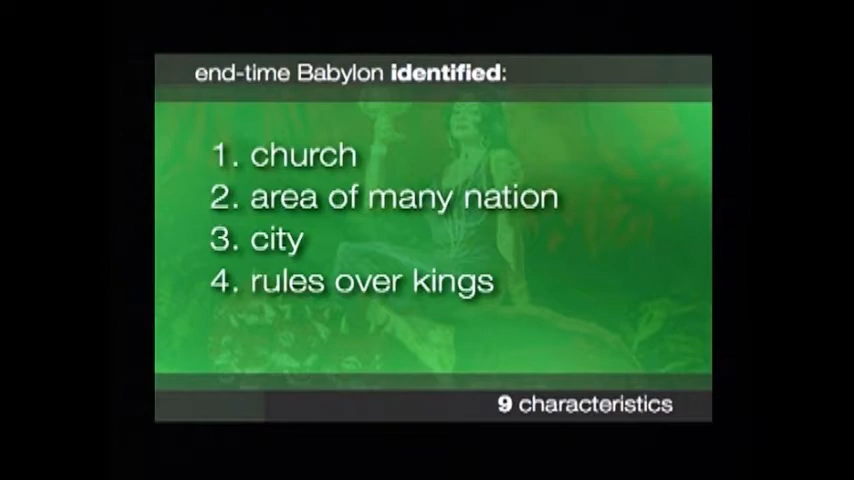 end-time Babylon identified:
1. church
2. area of many nation
3. city
4. rules over kings
9 characteristics